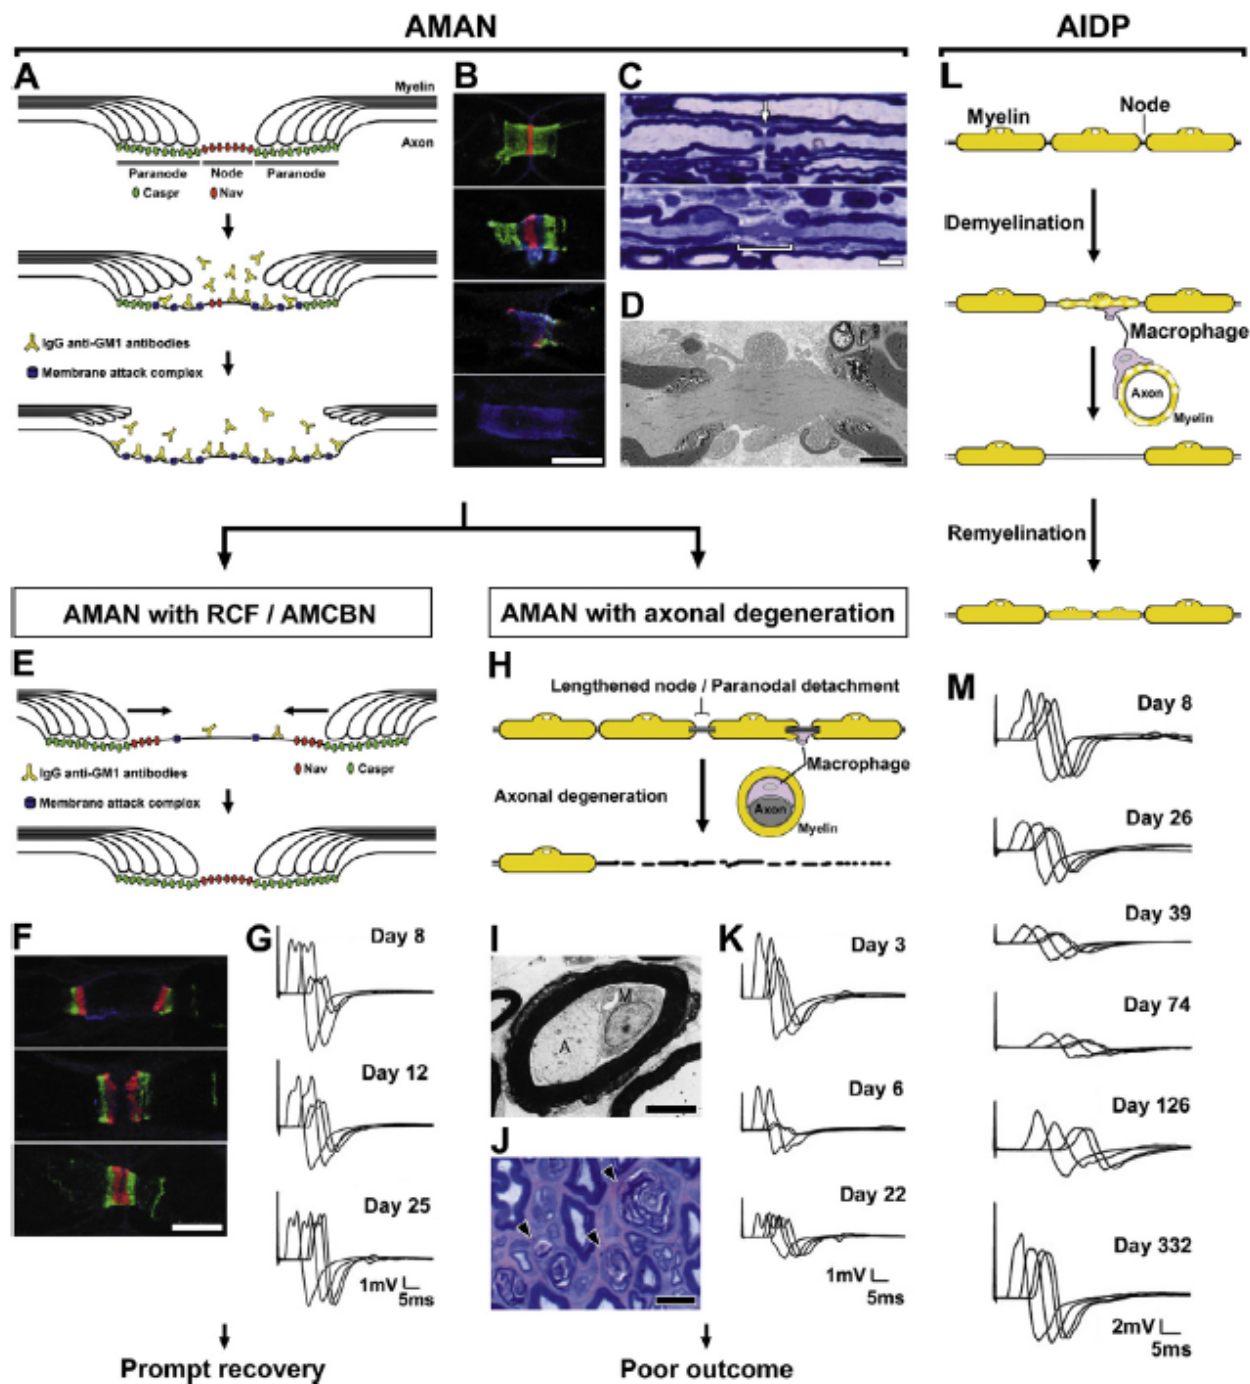 AMAN
AIDP
A
Myelin
Axon
Paranode Node Paranode
Caspr Nav
IgG anti-GM1 antibodies
Membrane attack complex
B
C
D
L
Myelin
Node
Demyelination
Macrophage
Axon
Myelin
Remyelination
AMAN with RCF / AMCBN
AMAN with axonal degeneration
E
IgG anti-GM1 antibodies
Nav Caspr
Membrane attack complex
H
Lengthened node / Paranodal detachment
Macrophage
Axonal degeneration
Axon
Myelin
F
G
Day 8
Day 12
Day 25
1mV
5ms
I
M
A
J
K
Day 3
Day 6
Day 22
1mV
5ms
M
Day 8
Day 26
Day 39
Day 74
Day 126
Day 332
2mV
5ms
Prompt recovery
Poor outcome